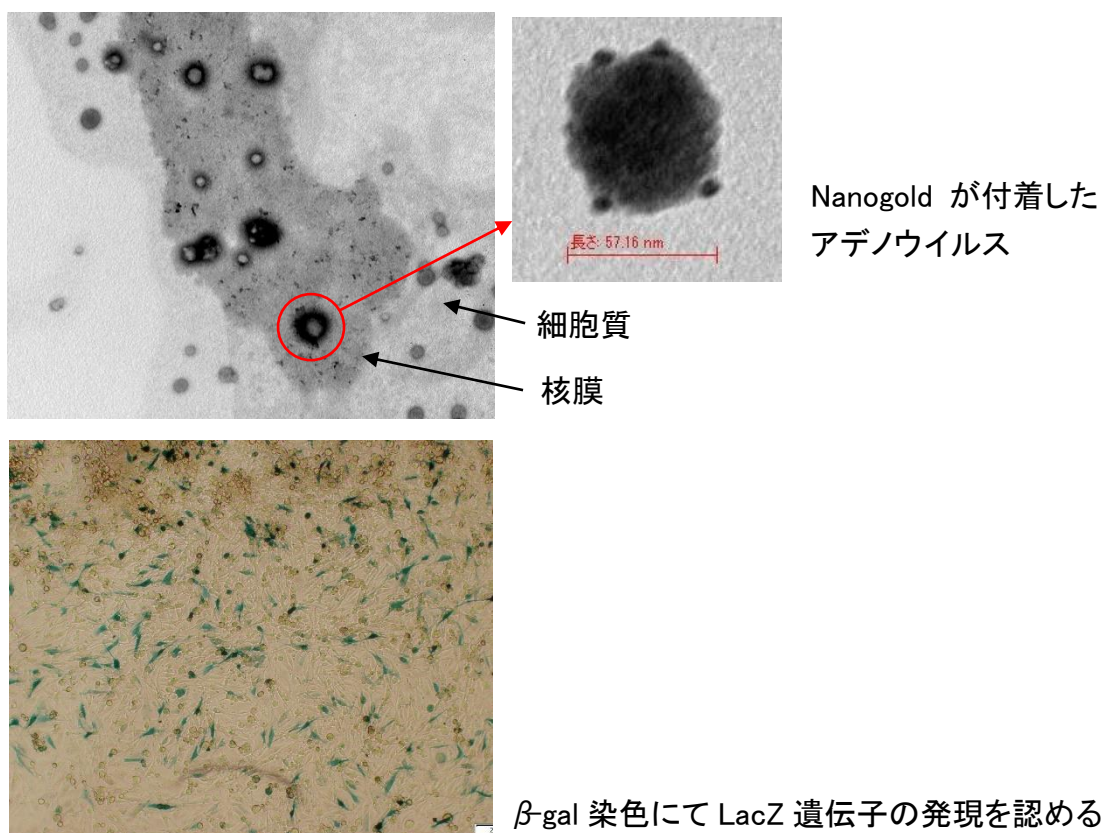 長さ: 57.16 nm
Nanogold が付着した
アデノウイルス
細胞質
核膜
β-gal 染色にて LacZ 遺伝子の発現を認める